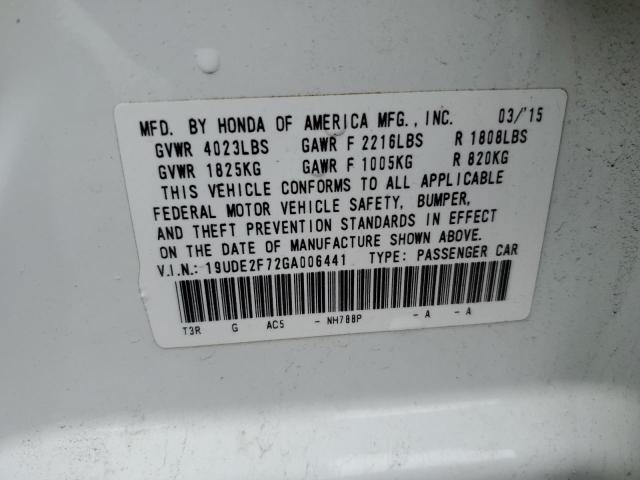 MFD. BY HONDA OF AMERICA MFG., INC. 03/'15
GVWR 4023LBS GAWR F 2216LBS R 1808LBS
GVWR 1825KG GAWR F 1005KG R 820KG
THIS VEHICLE CONFORMS TO ALL APPLICABLE
FEDERAL MOTOR VEHICLE SAFETY, BUMPER,
AND THEFT PREVENTION STANDARDS IN EFFECT
ON THE DATE OF MANUFACTURE SHOWN ABOVE.
V.I.N.: 19UDE2F72GA006441 TYPE: PASSENGER CAR
T3R G AC5 - NH788P - A - A